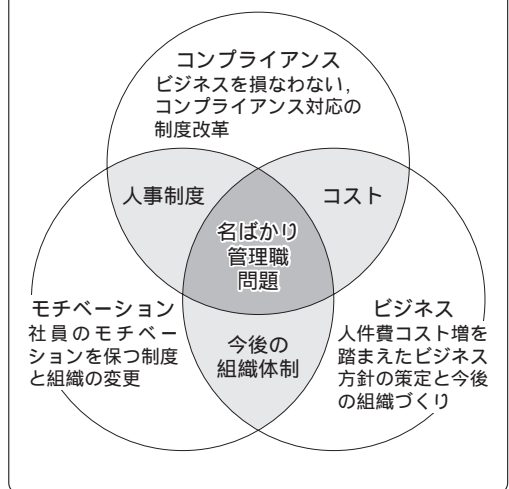 コンプライアンス
ビジネスを損なわない，
コンプライアンス対応の
制度改革
人事制度
コスト
名ばかり
管理職
問題
モチベーション
社員のモチベー
ションを保つ制度
と組織の変更
今後の
組織体制
ビジネス
人件費コスト増を
踏まえたビジネス
方針の策定と今後
の組織づくり